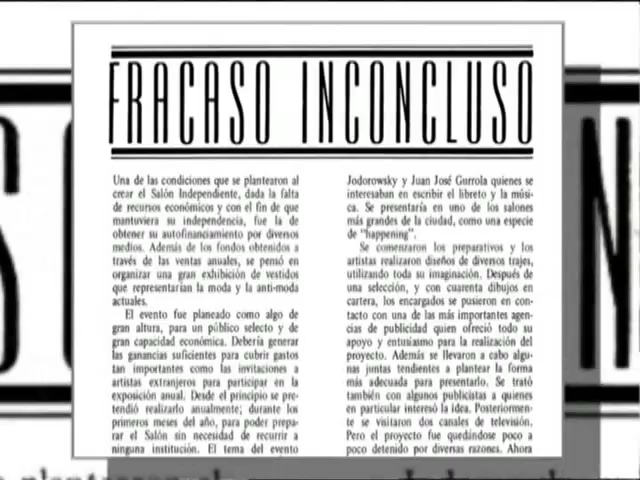 FRACASO INCONCLUSO
Una de las condiciones que se plantearon al
crear el Salón Independiente, dada la falta
de recursos económicos y con el fin de que
mantuviera su independencia, fue la de
obtener su autofinanciamiento por diversos
medios. Además de los fondos obtenidos a
través de las ventas anuales, se pensó en
organizar una gran exhibición de vestidos
que representarían la moda y la anti-moda
actuales.
El evento fue planeado como algo de
gran altura, para un público selecto y de
gran capacidad económica. Debería generar
las ganancias suficientes para cubrir gastos
tan importantes como las invitaciones a
artistas extranjeros para participar en la
exposición anual. Desde el principio se pre-
tendió realizarlo anualmente; durante los
primeros meses del año, para poder prepa-
rar el Salón sin necesidad de recurrir a
ninguna institución. El tema del evento
Jodorowsky y Juan José Gurrola quienes se
interesaban en escribir el libreto y la músi-
ca. Se presentaría en uno de los salones
más grandes de la ciudad, como una especie
de "happening".
Se comenzaron los preparativos y los
artistas realizaron diseños de diversos trajes,
utilizando toda su imaginación. Después de
una selección, y con cuarenta dibujos en
cartera, los encargados se pusieron en con-
tacto con una de las más importantes agen-
cias de publicidad quien ofreció todo su
apoyo y entusiasmo para la realización del
proyecto. Además se llevaron a cabo algu-
nas juntas tendientes a plantear la forma
más adecuada para presentarlo. Se trató
también con algunos publicistas a quienes
en particular interesó la idea. Posteriormen-
te se visitaron dos canales de televisión.
Pero el proyecto fue quedándose poco a
poco detenido por diversas razones. Ahora